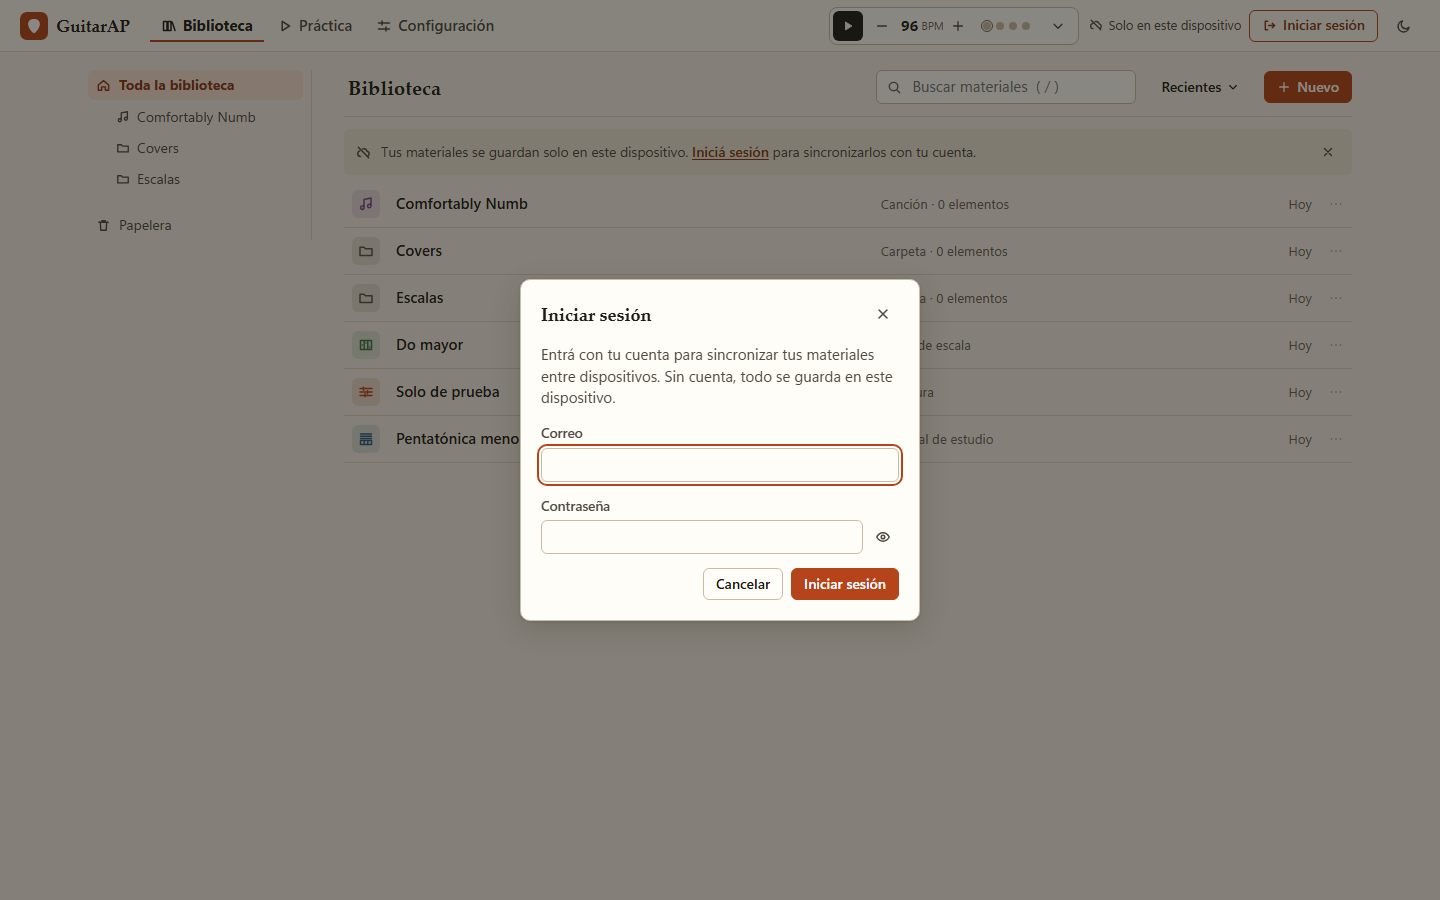 GuitarAP
Biblioteca
Práctica
Configuración
96 BPM
Solo en este dispositivo
Iniciar sesión
Toda la biblioteca
Comfortably Numb
Covers
Escalas
Papelera
Biblioteca
Buscar materiales ( / )
Recientes
Nuevo
Tus materiales se guardan solo en este dispositivo. Iniciá sesión para sincronizarlos con tu cuenta.
Comfortably Numb
Canción · 0 elementos
Hoy
Covers
Carpeta · 0 elementos
Hoy
Escalas
· 0 elementos
Hoy
Do mayor
de escala
Hoy
Solo de prueba
Hoy
Pentatónica
de estudio
Hoy
Iniciar sesión
Entrá con tu cuenta para sincronizar tus materiales
entre dispositivos. Sin cuenta, todo se guarda en este
dispositivo.
Correo
Contraseña
Cancelar
Iniciar sesión